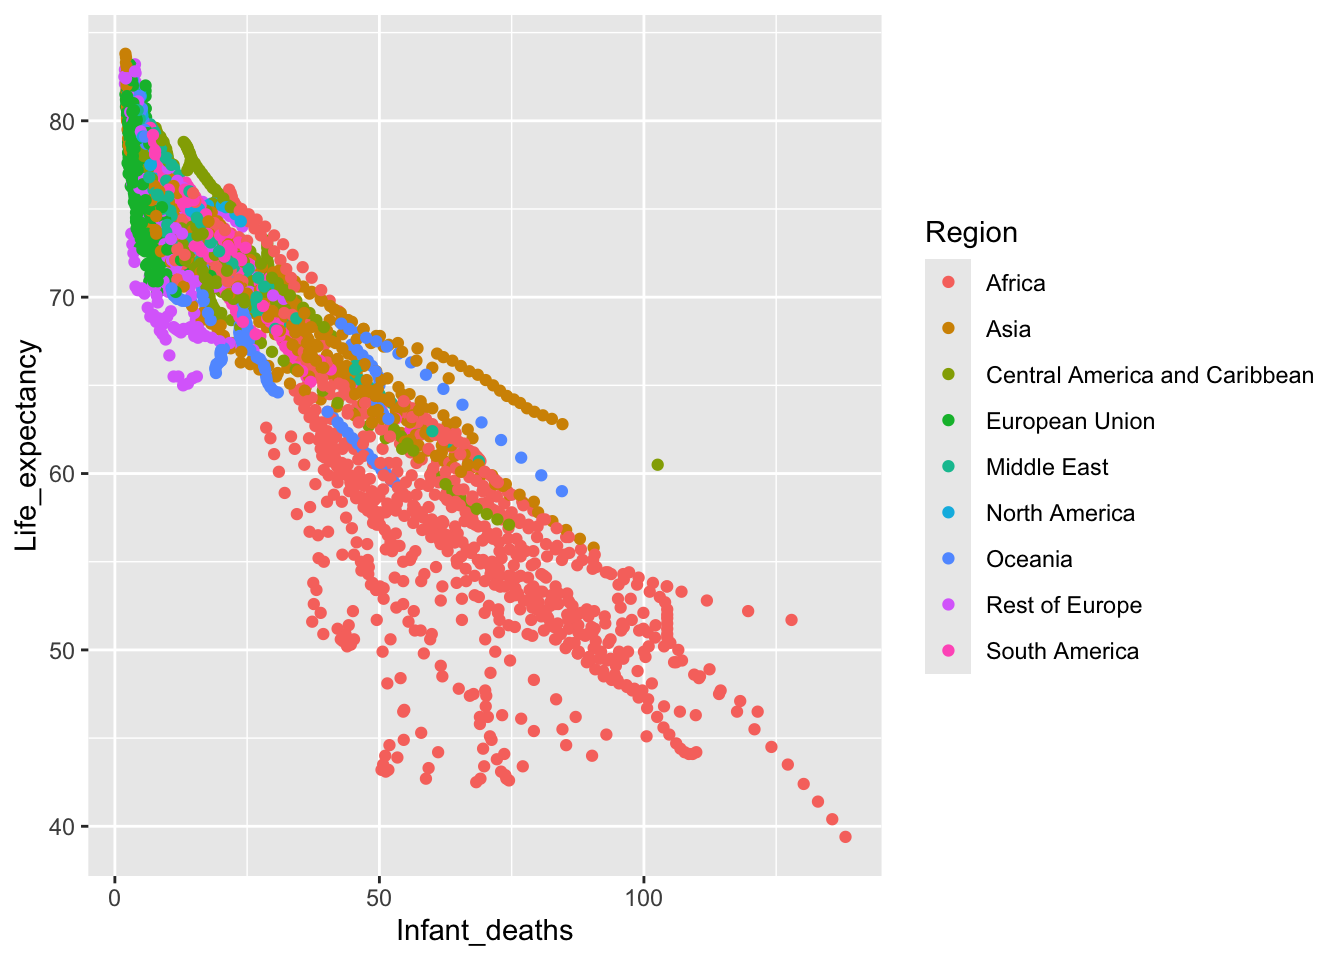 80
70
60
50
40
Life_expectancy
0
50
100
Infant_deaths
Region
Africa
Asia
Central America and Caribbean
European Union
Middle East
North America
Oceania
Rest of Europe
South America